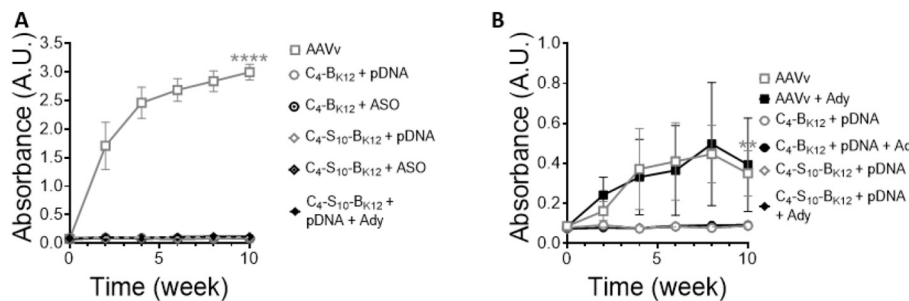 A
Absorbance (A.U.)
3.5
3.0
2.5
2.0
1.5
1.0
0.5
0.0
0
5
10
Time (week)
****
AAVv
C4-BK12 + pDNA
C4-BK12 + ASO
C4-S10-BK12 + pDNA
C4-S10-BK12 + ASO
C4-S10-BK12 +
pDNA + Ady
B
Absorbance (A.U.)
1.0
0.8
0.6
0.4
0.2
0.0
0
5
10
Time (week)
**
AAVv
AAVv + Ady
C4-BK12 + pDNA
C4-BK12 + pDNA + Ad
C4-S10-BK12 + pDNA
C4-S10-BK12 + pDNA
+ Ady